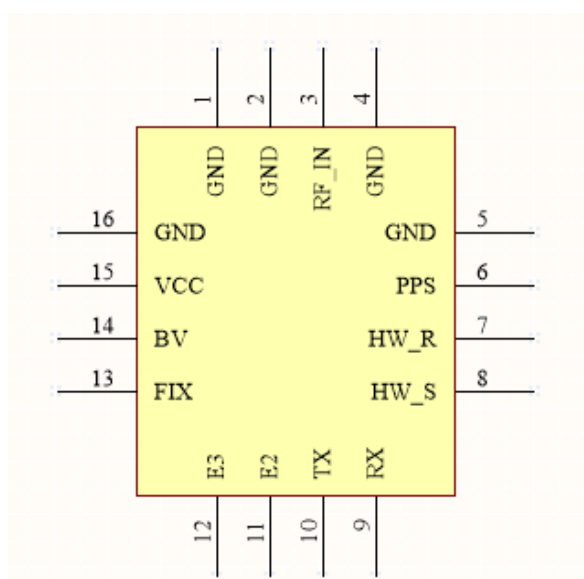 1 2 3 4
GND GND RF_IN GND
16 GND GND 5
15 VCC PPS 6
14 BV HW_R 7
13 FIX HW_S 8
E3 E2 TX RX
12 11 10 9